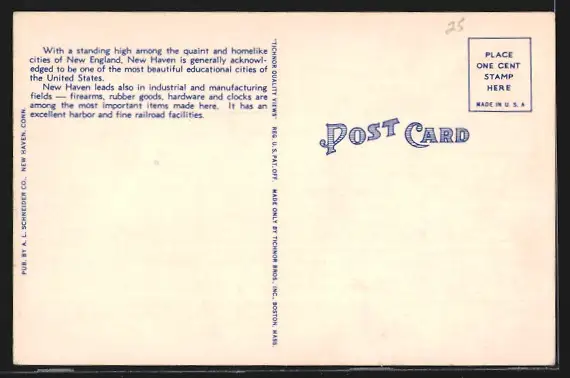 25
With a standing high among the quaint and homelike
cities of New England, New Haven is generally acknowl-
edged to be one of the most beautiful educational cities of
the United States.
New Haven leads also in industrial and manufacturing
fields — firearms, rubber goods, hardware and clocks are
among the most important items made here. It has an
excellent harbor and fine railroad facilities.
PUB. BY A. L. SCHNEIDER CO., NEW HAVEN, CONN.
"TICHNOR QUALITY VIEWS" REG. U. S. PAT. OFF. MADE ONLY BY TICHNOR BROS., INC., BOSTON, MASS.
POST CARD
PLACE
ONE CENT
STAMP
HERE
MADE IN U. S. A